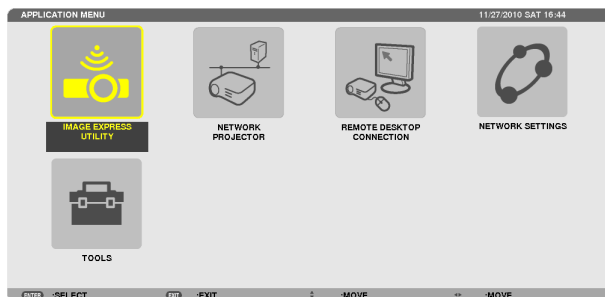 APPLICATION MENU 11/27/2010 SAT 16:44
IMAGE EXPRESS
UTILITY
NETWORK
PROJECTOR
REMOTE DESKTOP
CONNECTION
NETWORK SETTINGS
TOOLS
ENTER :SELECT EXIT :EXIT :MOVE :MOVE